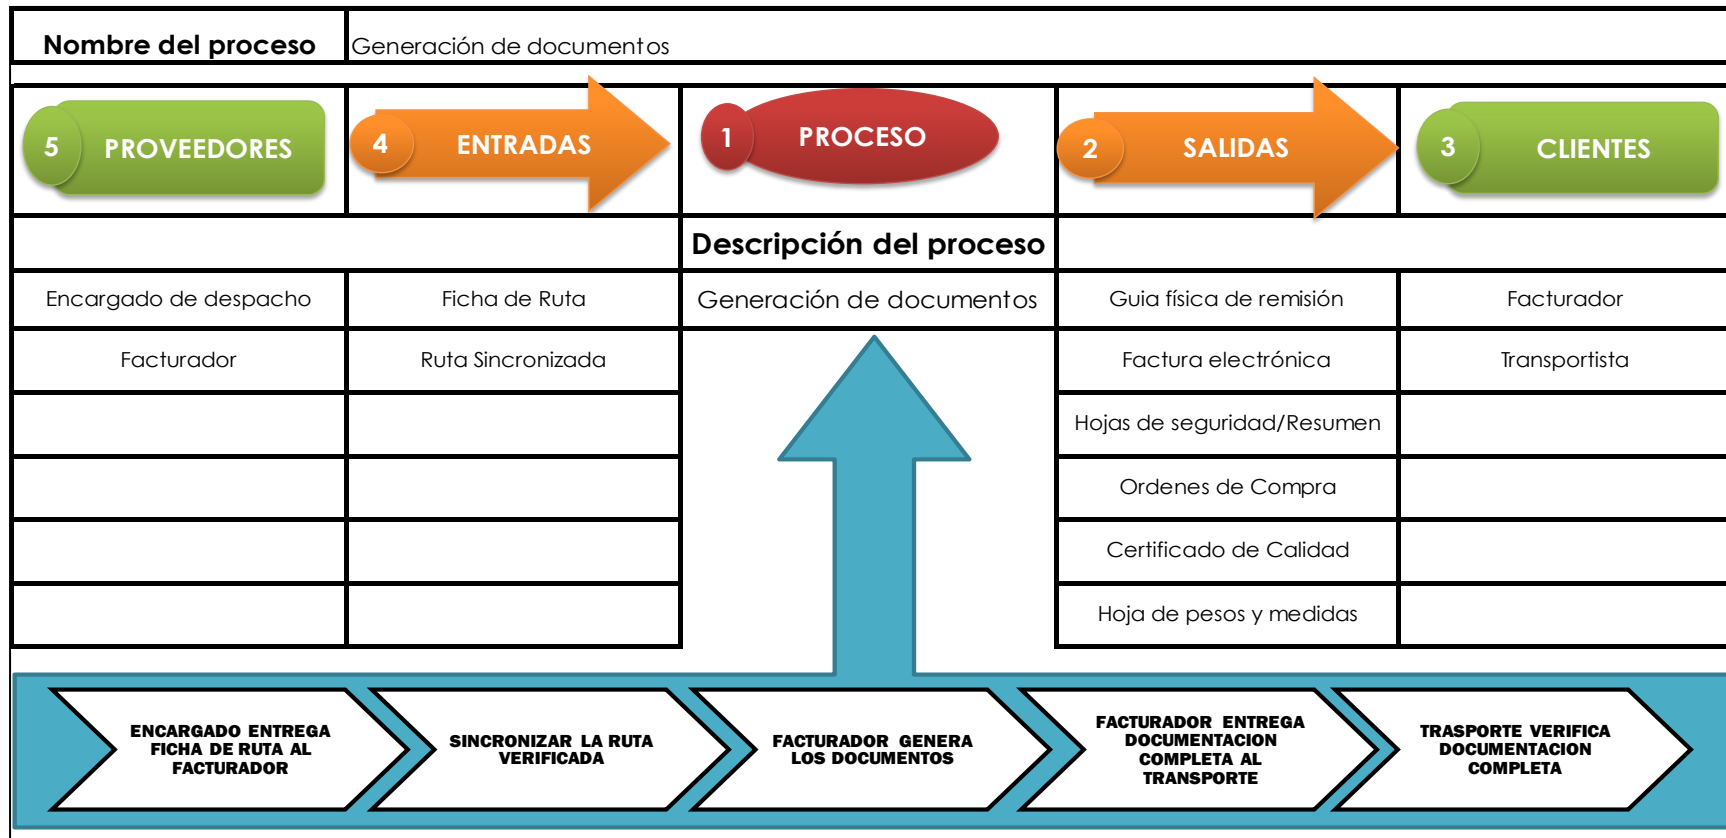 Nombre del proceso Generación de documentos
5 PROVEEDORES 4 ENTRADAS 1 PROCESO 2 SALIDAS 3 CLIENTES
Descripción del proceso
Encargado de despacho Ficha de Ruta Generación de documentos Guia física de remisión Facturador
Facturador Ruta Sincronizada Factura electrónica Transportista
Hojas de seguridad/Resumen
Ordenes de Compra
Certificado de Calidad
Hoja de pesos y medidas
ENCARGADO ENTREGA
FICHA DE RUTA AL
FACTURADOR
SINCRONIZAR LA RUTA
VERIFICADA
FACTURADOR GENERA
LOS DOCUMENTOS
FACTURADOR ENTREGA
DOCUMENTACION
COMPLETA AL
TRANSPORTE
TRASPORTE VERIFICA
DOCUMENTACION
COMPLETA